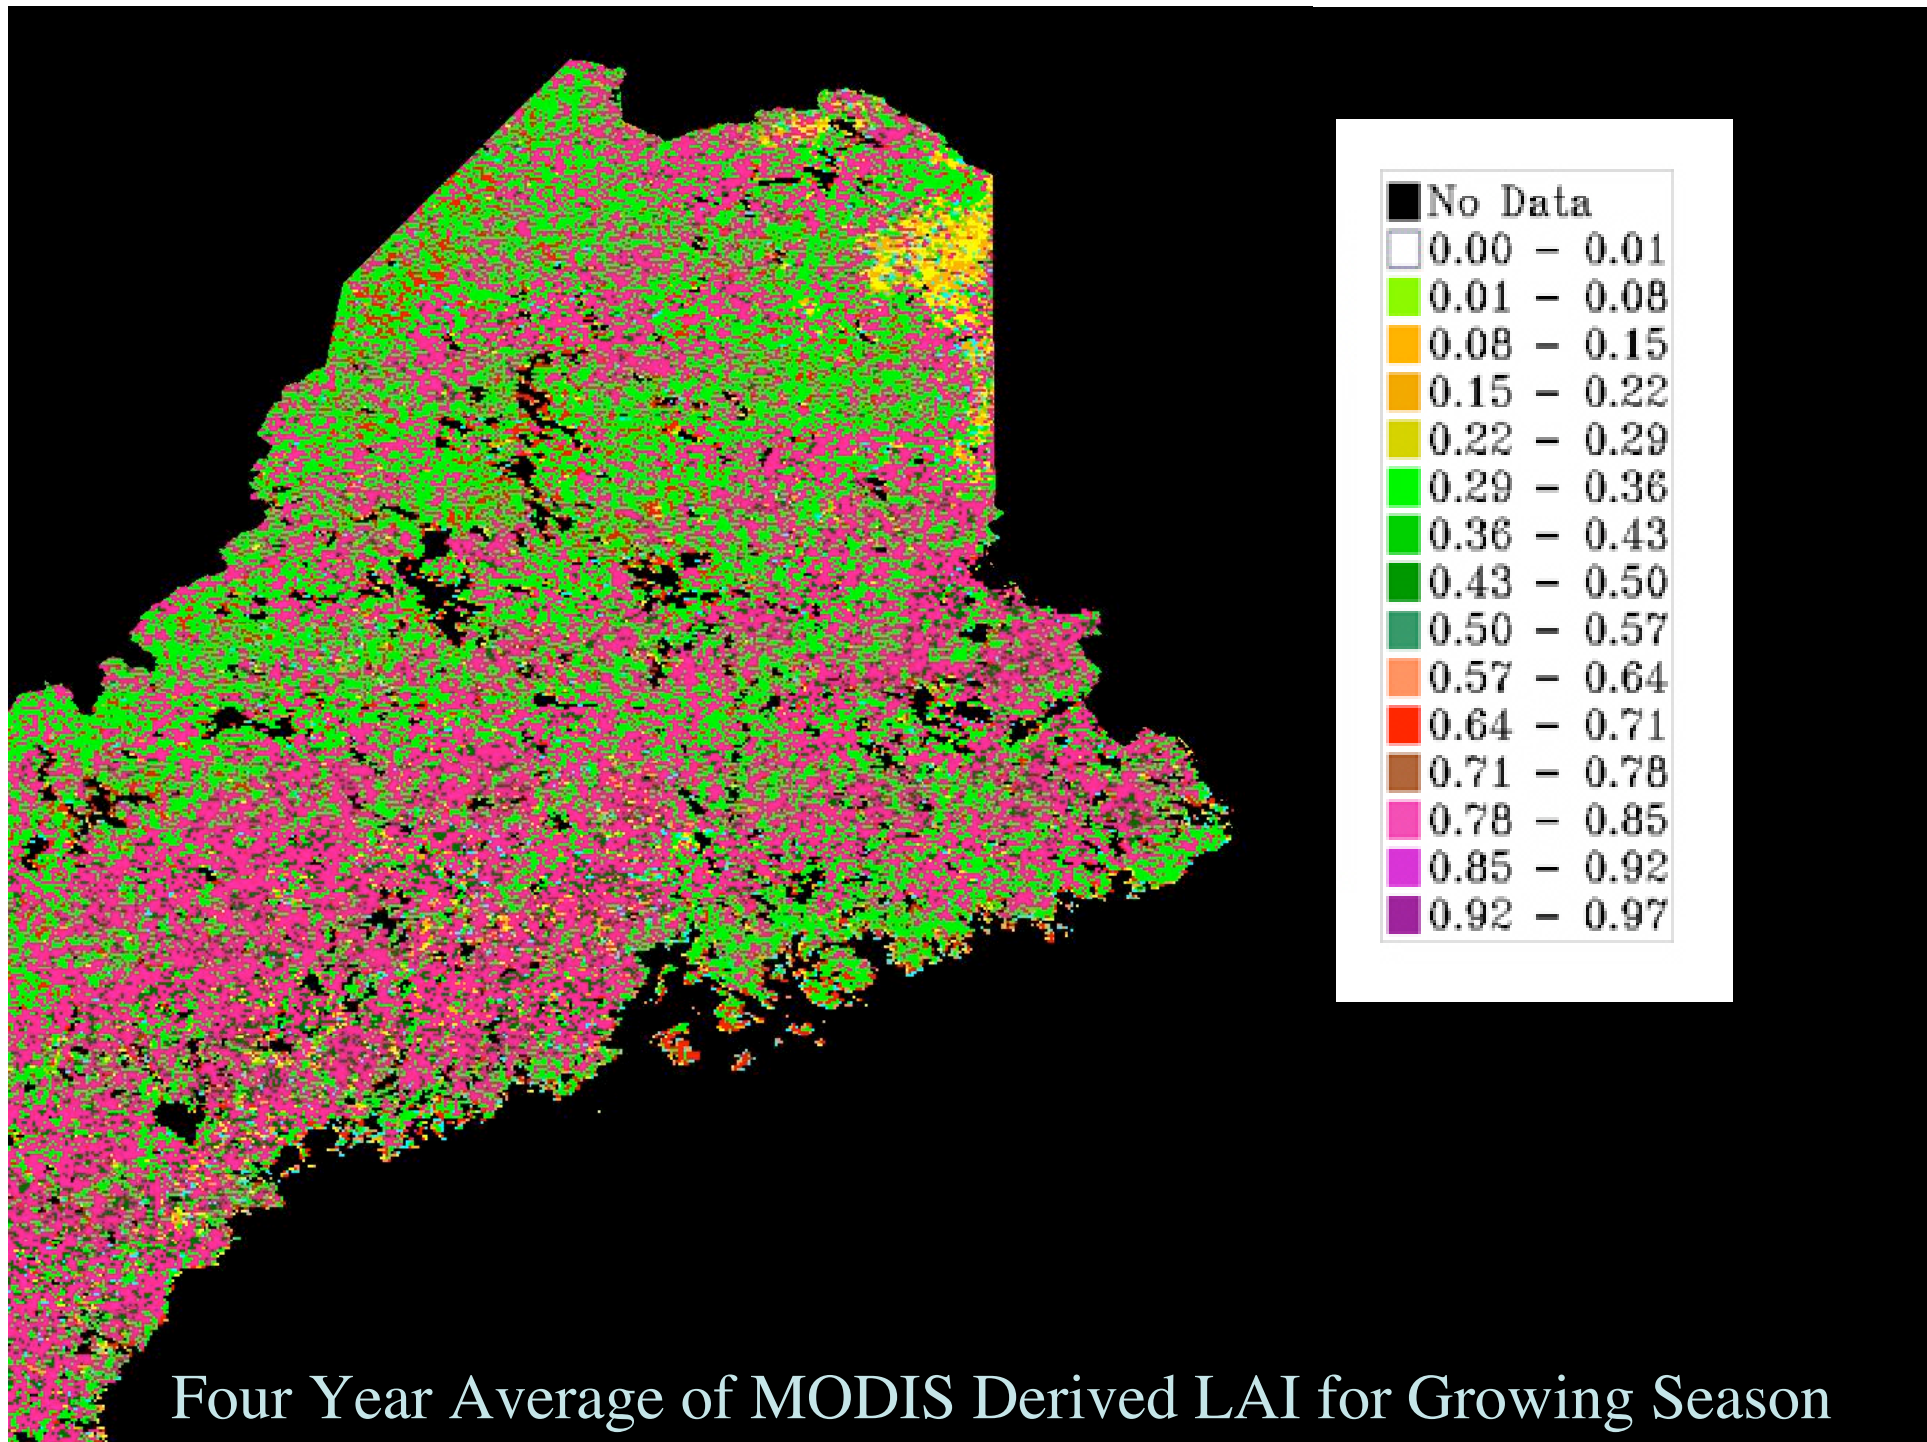 No Data
0.00 - 0.01
0.01 - 0.08
0.08 - 0.15
0.15 - 0.22
0.22 - 0.29
0.29 - 0.36
0.36 - 0.43
0.43 - 0.50
0.50 - 0.57
0.57 - 0.64
0.64 - 0.71
0.71 - 0.78
0.78 - 0.85
0.85 - 0.92
0.92 - 0.97
Four Year Average of MODIS Derived LAI for Growing Season